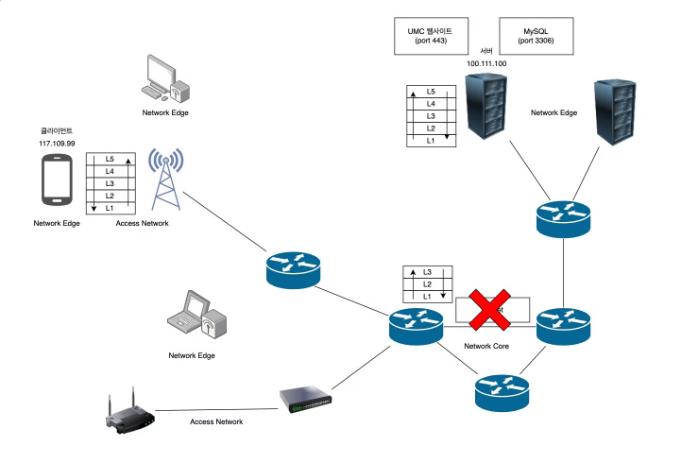 UMC 웹사이트
(port 443)
MySQL
(port 3306)
서버
100.111.100
L5
L4
L3
L2
L1
Network Edge
Network Edge
클라이언트
117.109.99
L5
L4
L3
L2
L1
Network Edge
Access Network
L3
L2
L1
Network Core
Network Edge
Access Network